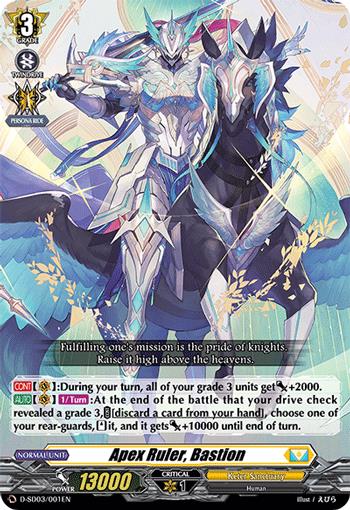 3
GRADE
TWINDRIVE
PERSONA RIDE
Fulfilling one's mission is the pride of knights.
Raise it high above the heavens.
CONT :During your turn, all of your grade 3 units get +2000.
AUTO 1/Turn :At the end of the battle that your drive check
revealed a grade 3, [discard a card from your hand], choose one
of your rear-guards, it, and it gets +10000 until end of turn.
NORMAL UNIT Apex Ruler, Bastion
POWER 13000 CRITICAL 1 Keter Sanctuary
Human
D-SD03/001EN illust / えびら